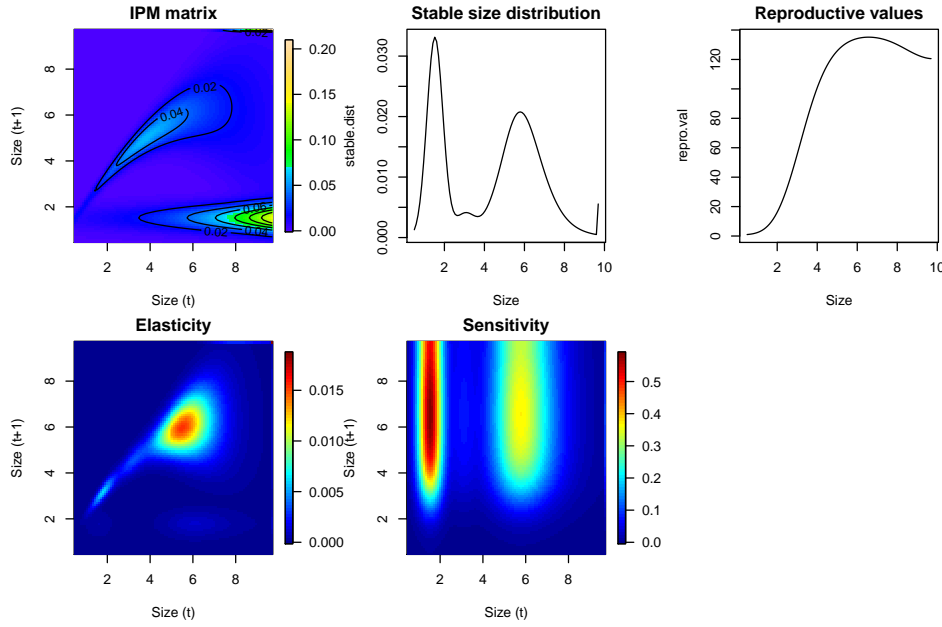 IPM matrix
8
6
4
2
Size (t+1)
0.02
0.02
0.04
0.06
0.02
0.04
2 4 6 8
Size (t)
0.20
0.15
0.10
0.05
0.00
Stable size distribution
stable.dist
0.030
0.020
0.010
0.000
2 4 6 8 10
Size
Reproductive values
repro.val
120
80
60
40
20
0
2 4 6 8 10
Size
Elasticity
8
6
4
2
Size (t+1)
2 4 6 8
Size (t)
0.015
0.010
0.005
0.000
Sensitivity
8
6
4
2
Size (t+1)
2 4 6 8
Size (t)
0.5
0.4
0.3
0.2
0.1
0.0